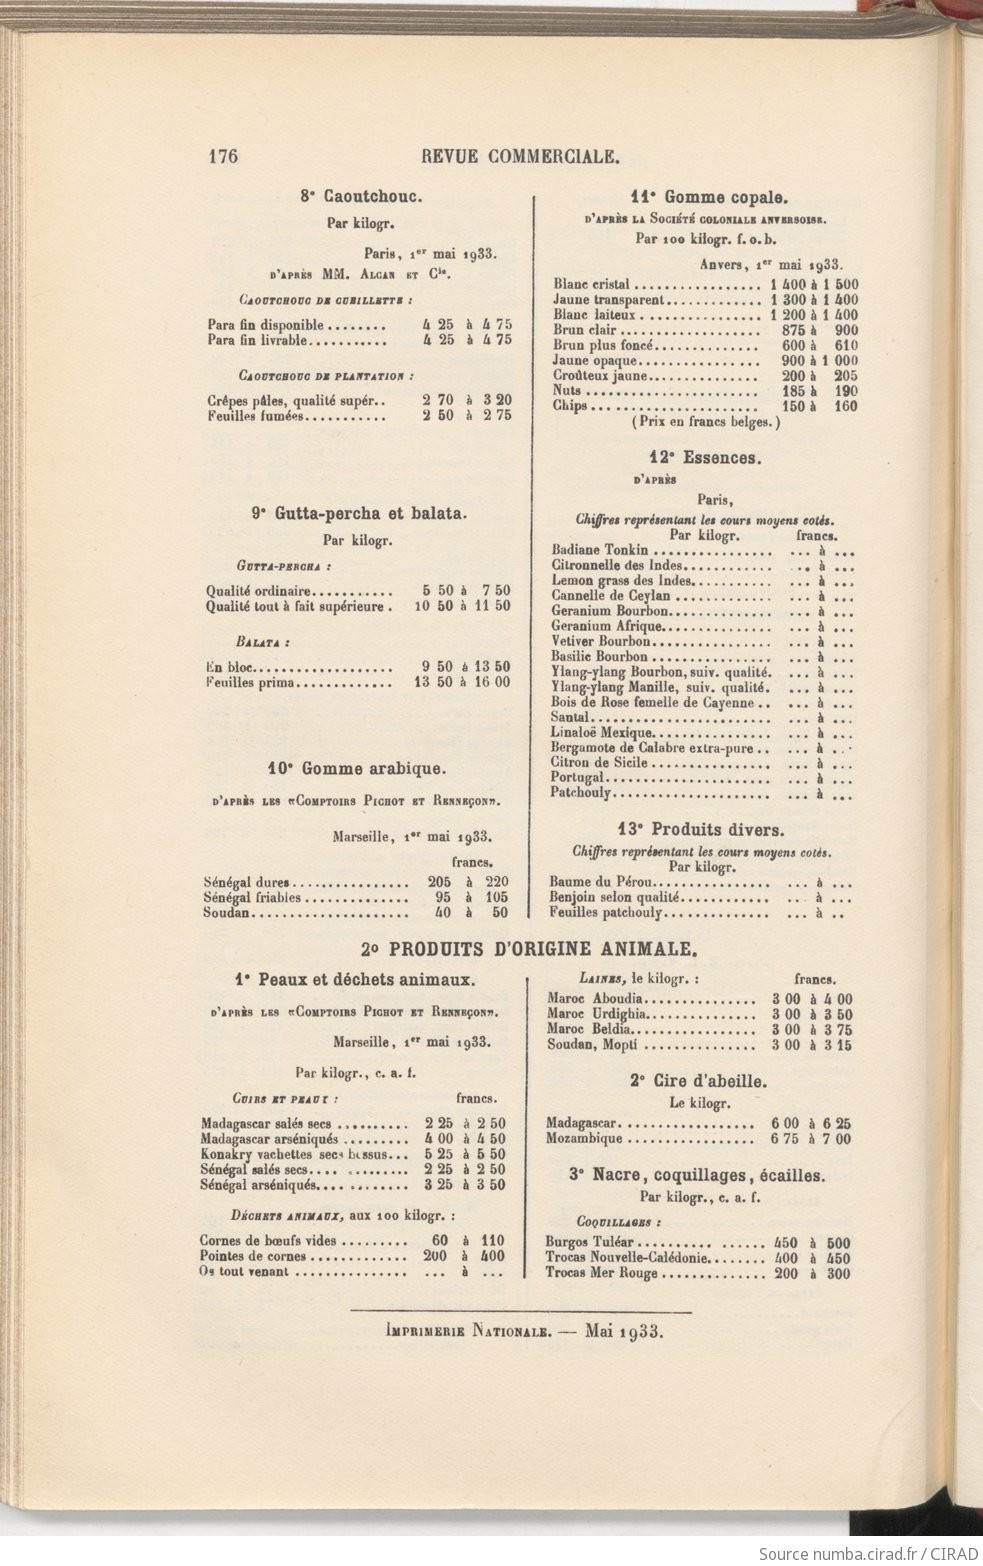 176
REVUE COMMERCIALE.
8° Caoutchouc.
Par kilogr.
Paris, 1er mai 1933.
D'APRÈS MM. ALCAN ET Cie.
CAOUTCHOUC DE CUEILLETTE :
Para fin disponible ........ 4 25 à 4 75
Para fin livrable........... 4 25 à 4 75
CAOUTCHOUC DE PLANTATION :
Crêpes pâles, qualité supér.. 2 70 à 3 20
Feuilles fumées........... 2 50 à 2 75
9° Gutta-percha et balata.
Par kilogr.
GUTTA-PERCHA :
Qualité ordinaire........... 5 50 à 7 50
Qualité tout à fait supérieure . 10 50 à 11 50
BALATA :
En bloc.................. 9 50 à 13 50
Feuilles prima............. 13 50 à 16 00
10° Gomme arabique.
D'APRÈS LES «COMPTOIRS PICHOT ET RENNEÇON».
Marseille, 1er mai 1933.
francs.
Sénégal dures................ 205 à 220
Sénégal friables .............. 95 à 105
Soudan...................... 40 à 50
11° Gomme copale.
D'APRÈS LA SOCIÉTÉ COLONIALE ANVERSOISE.
Par 100 kilogr. f. o. b.
Anvers, 1er mai 1933.
Blanc cristal ................. 1 400 à 1 500
Jaune transparent............. 1 300 à 1 400
Blanc laiteux . ............... 1 200 à 1 400
Brun clair ................... 875 à 900
Brun plus foncé.............. 600 à 610
Jaune opaque................ 900 à 1 000
Croûteux jaune.............. 200 à 205
Nuts ....................... 185 à 190
Chips ....................... 150 à 160
(Prix en francs belges.)
12° Essences.
D'APRÈS
Paris,
Chiffres représentant les cours moyens cotés.
Par kilogr. francs.
Badiane Tonkin ................ ... à ...
Citronnelle des Indes............ ... à ...
Lemon grass des Indes........... ... à ...
Cannelle de Ceylan ............. ... à ...
Geranium Bourbon.............. ... à ...
Geranium Afrique............... ... à ...
Vetiver Bourbon................ ... à ...
Basilic Bourbon ................ ... à ...
Ylang-ylang Bourbon, suiv. qualité. ... à ...
Ylang-ylang Manille, suiv. qualité. ... à ...
Bois de Rose femelle de Cayenne .. ... à ...
Santal........................ ... à ...
Linaloë Mexique................ ... à ...
Bergamote de Calabre extra-pure .. ... à ...
Citron de Sicile ................ ... à ...
Portugal...................... ... à ...
Patchouly..................... ... à ...
13° Produits divers.
Chiffres représentant les cours moyens cotés.
Par kilogr.
Baume du Pérou................ ... à ...
Benjoin selon qualité............ ... à ...
Feuilles patchouly.............. ... à ..
2° PRODUITS D'ORIGINE ANIMALE.
1° Peaux et déchets animaux.
D'APRÈS LES «COMPTOIRS PICHOT ET RENNEÇON».
Marseille, 1er mai 1933.
Par kilogr., c. a. f.
CUIRS ET PEAUX : francs.
Madagascar salés secs .......... 2 25 à 2 50
Madagascar arséniqués ......... 4 00 à 4 50
Konakry vachettes secs bissus... 5 25 à 5 50
Sénégal salés secs.... ......... 2 25 à 2 50
Sénégal arséniqués.... ........ 3 25 à 3 50
DÉCHETS ANIMAUX, aux 100 kilogr. :
Cornes de bœufs vides ......... 60 à 110
Pointes de cornes ............. 200 à 400
Os tout venant ............... ... à ...
LAINES, le kilogr. : francs.
Maroc Aboudia............... 3 00 à 4 00
Maroc Urdighia............... 3 00 à 3 50
Maroc Beldia................. 3 00 à 3 75
Soudan, Mopti ............... 3 00 à 3 15
2° Cire d'abeille.
Le kilogr.
Madagascar. ................. 6 00 à 6 25
Mozambique ................. 6 75 à 7 00
3° Nacre, coquillages, écailles.
Par kilogr., c. a. f.
COQUILLAGES :
Burgos Tuléar .......... ...... 450 à 500
Trocas Nouvelle-Calédonie........ 400 à 450
Trocas Mer Rouge .............. 200 à 300
IMPRIMERIE NATIONALE. — Mai 1933.
Source numba.cirad.fr / CIRAD